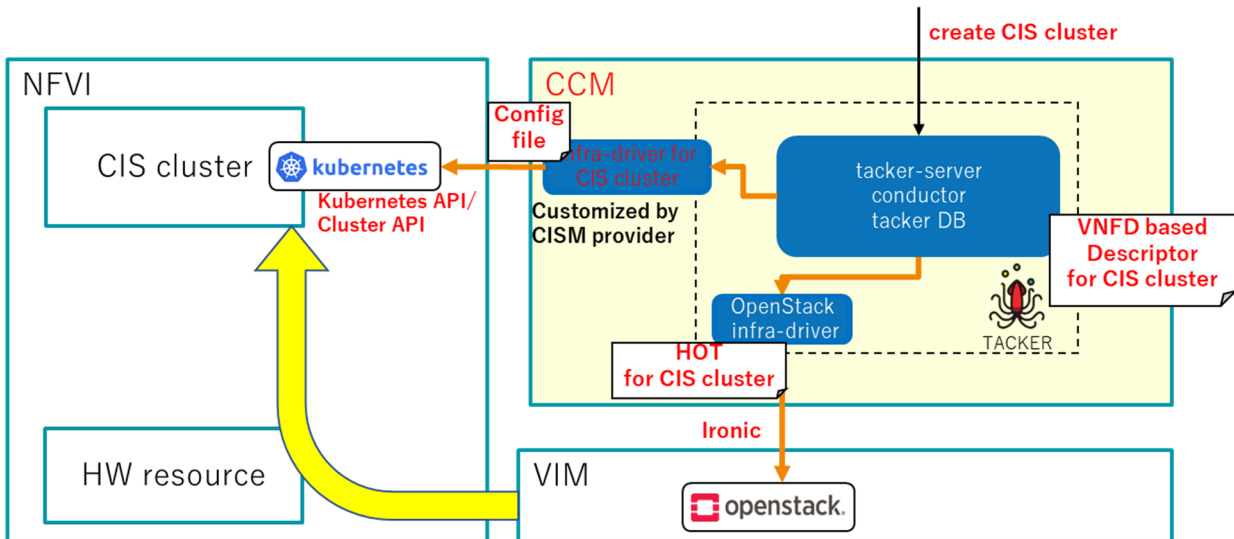 create CIS cluster
NFVI
CCM
Config
file
CIS cluster
kubernetes
infra-driver for
CIS cluster
tacker-server
conductor
tacker DB
Kubernetes API/
Cluster API
Customized by
CISM provider
VNFD based
Descriptor
for CIS cluster
OpenStack
infra-driver
TACKER
HOT
for CIS cluster
Ironic
HW resource
VIM
openstack.